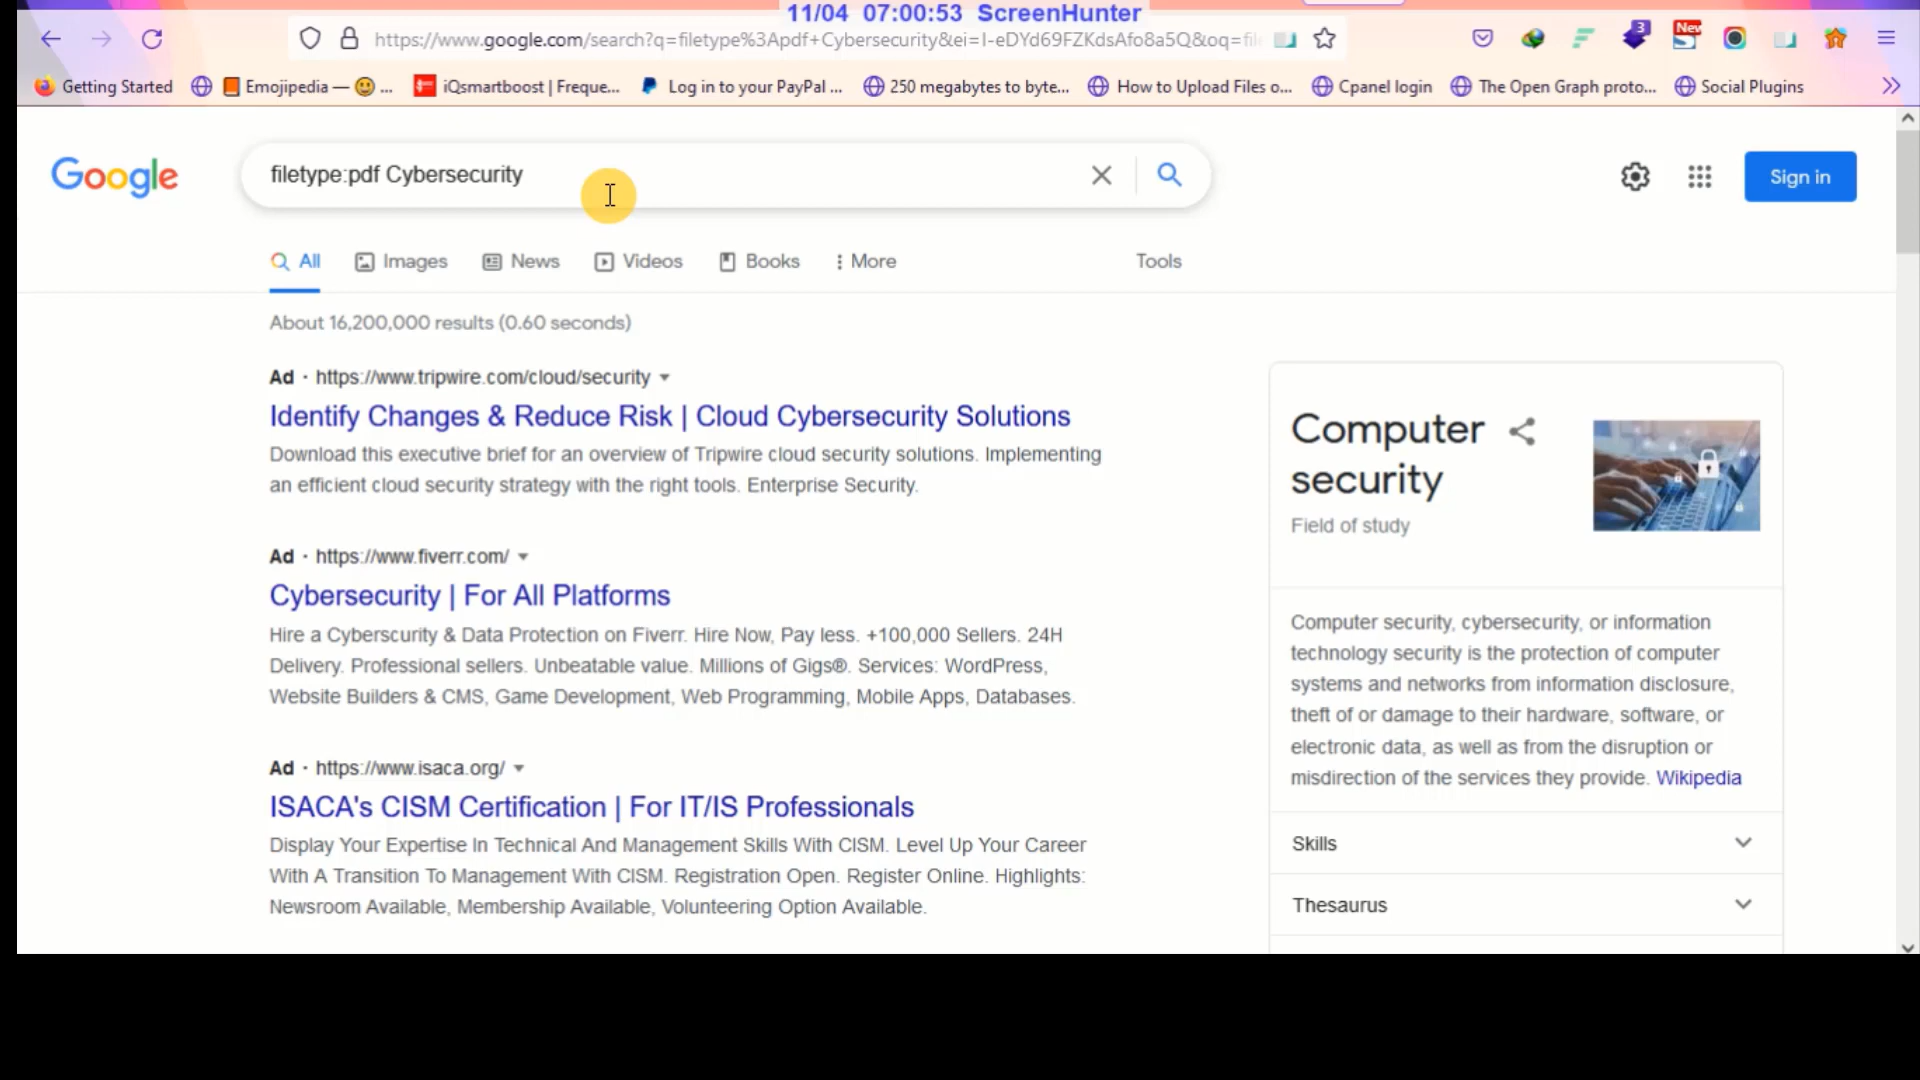 11/04 07:00:53 ScreenHunter
https://www.google.com/search?q=filetype%3Apdf+Cybersecurity&ei=I-eDYd69FZKdsAfo8a5Q&oq=fil
3
New
Getting Started
Emojipedia — 😀 ...
iQsmartboost | Freque...
Log in to your PayPal ...
250 megabytes to byte...
How to Upload Files o...
Cpanel login
The Open Graph proto...
Social Plugins
Google
filetype:pdf Cybersecurity
Sign in
All
Images
News
Videos
Books
More
Tools
About 16,200,000 results (0.60 seconds)
Ad · https://www.tripwire.com/cloud/security
Identify Changes & Reduce Risk | Cloud Cybersecurity Solutions
Download this executive brief for an overview of Tripwire cloud security solutions. Implementing
an efficient cloud security strategy with the right tools. Enterprise Security.
Ad · https://www.fiverr.com/
Cybersecurity | For All Platforms
Hire a Cyberscurity & Data Protection on Fiverr. Hire Now, Pay less. +100,000 Sellers. 24H
Delivery. Professional sellers. Unbeatable value. Millions of Gigs®. Services: WordPress,
Website Builders & CMS, Game Development, Web Programming, Mobile Apps, Databases.
Ad · https://www.isaca.org/
ISACA's CISM Certification | For IT/IS Professionals
Display Your Expertise In Technical And Management Skills With CISM. Level Up Your Career
With A Transition To Management With CISM. Registration Open. Register Online. Highlights:
Newsroom Available, Membership Available, Volunteering Option Available.
Computer
security
Field of study
Computer security, cybersecurity, or information
technology security is the protection of computer
systems and networks from information disclosure,
theft of or damage to their hardware, software, or
electronic data, as well as from the disruption or
misdirection of the services they provide. Wikipedia
Skills
Thesaurus